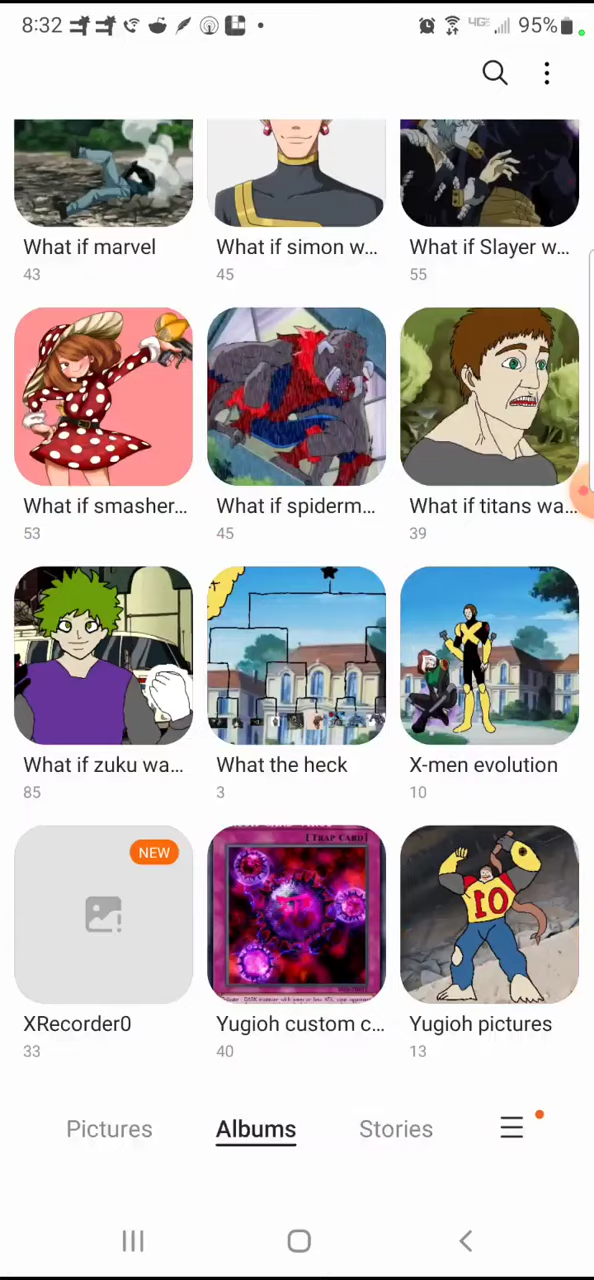 8:32 4GE 95%
What if marvel What if simon w... What if Slayer w...
43 45 55
What if smasher... What if spiderm... What if titans wa...
53 45 39
What if zuku wa... What the heck X-men evolution
85 3 10
NEW [TRAP CARD] 10
XRecorder0 Yugioh custom c... Yugioh pictures
33 40 13
Pictures Albums Stories